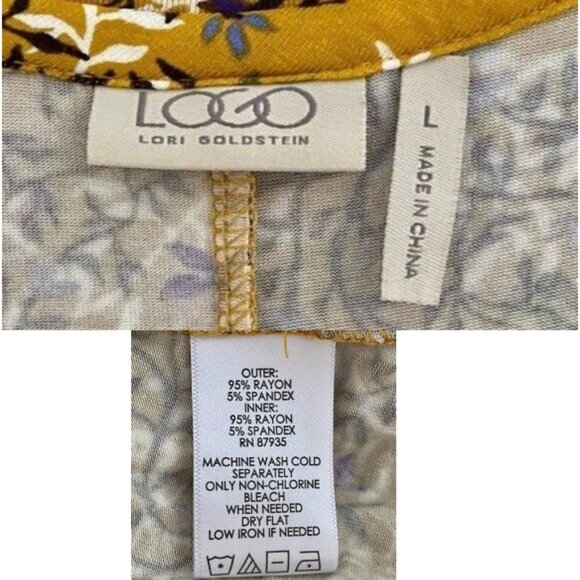 LOGO
LORI GOLDSTEIN
L
MADE IN CHINA
OUTER:
95% RAYON
5% SPANDEX
INNER:
95% RAYON
5% SPANDEX
RN 87935
MACHINE WASH COLD
SEPARATELY
ONLY NON-CHLORINE
BLEACH
WHEN NEEDED
DRY FLAT
LOW IRON IF NEEDED